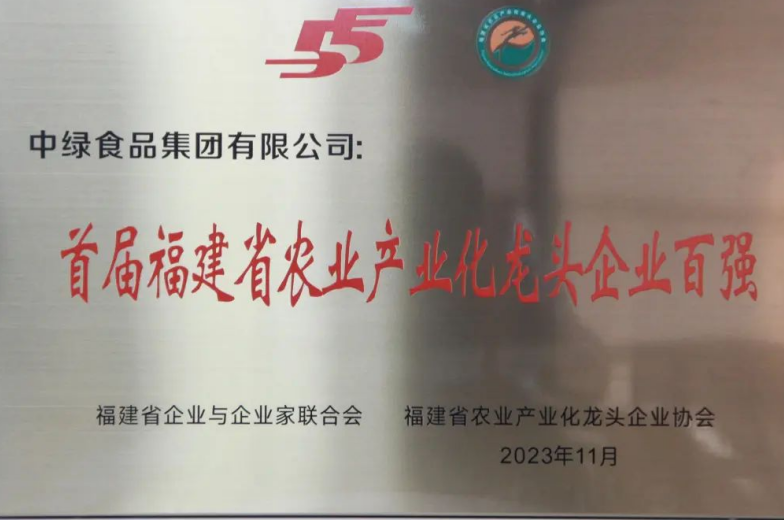 55
中绿食品集团有限公司:
首届福建省农业产业化龙头企业百强
福建省企业与企业家联合会 福建省农业产业化龙头企业协会
2023年11月